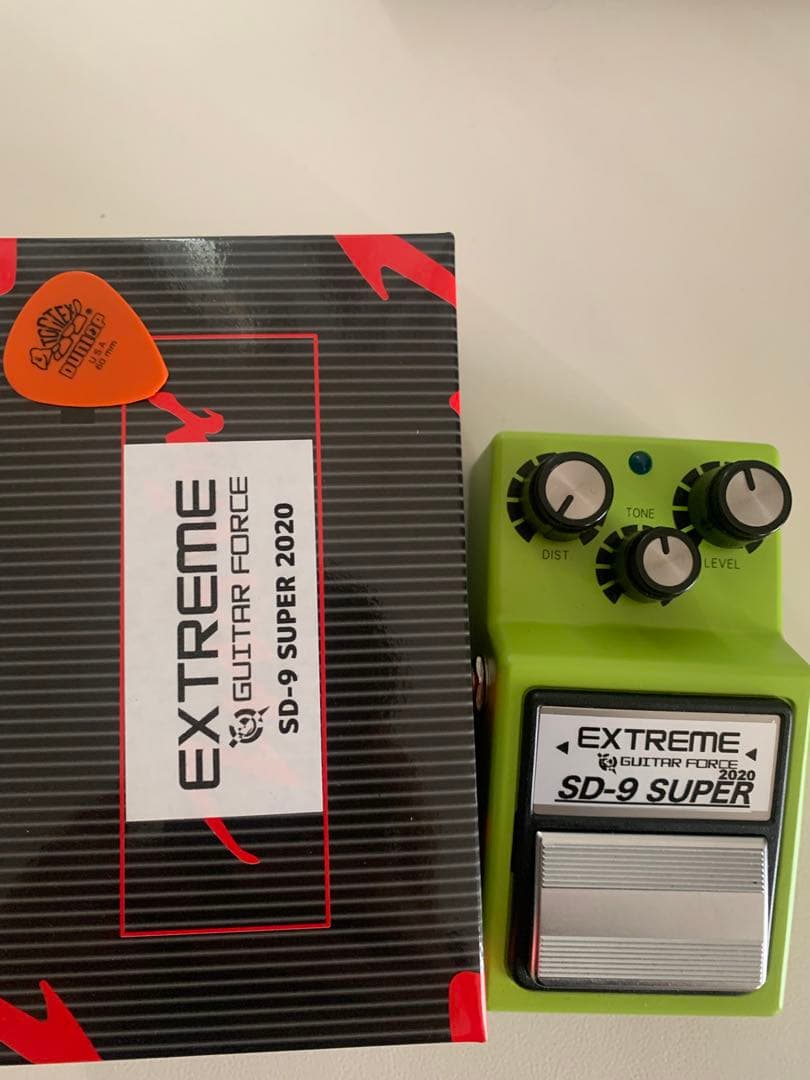 TORTEX®
DUNLOP
USA
60 mm
EXTREME
GUITAR FORCE
SD-9 SUPER 2020
DIST
TONE
LEVEL
EXTREME
GUITAR FORCE
2020
SD-9 SUPER